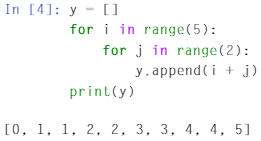 In [4]: y = []
        for i in range(5):
            for j in range(2):
                y.append(i + j)
        print(y)
[0, 1, 1, 2, 2, 3, 3, 4, 4, 5]